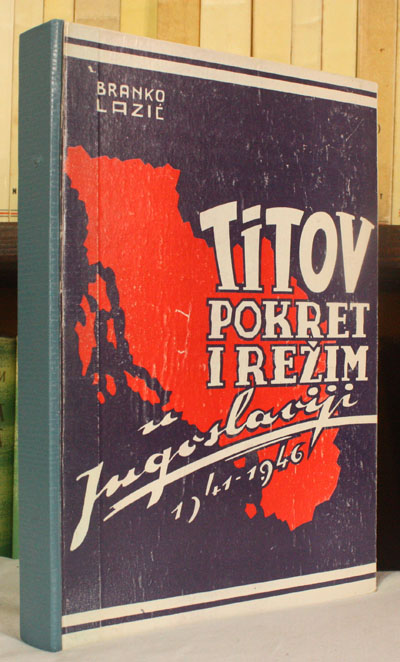 BRANKO
LAZIĆ
TITOV
POKRET
I REŽIM
u
Jugoslaviji
1941-1946